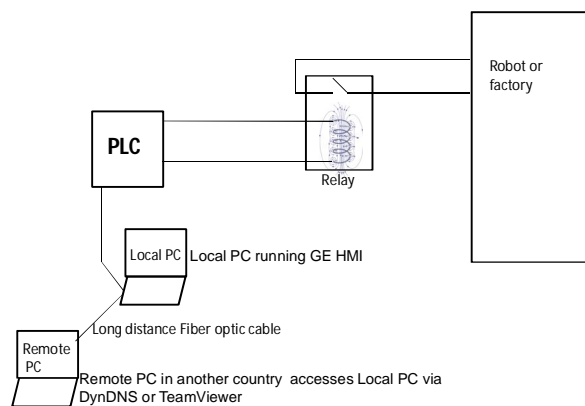 Robot or
factory
PLC
Relay
Local PC
Local PC running GE HMI
Long distance Fiber optic cable
Remote
PC
Remote PC in another country accesses Local PC via
DynDNS or TeamViewer